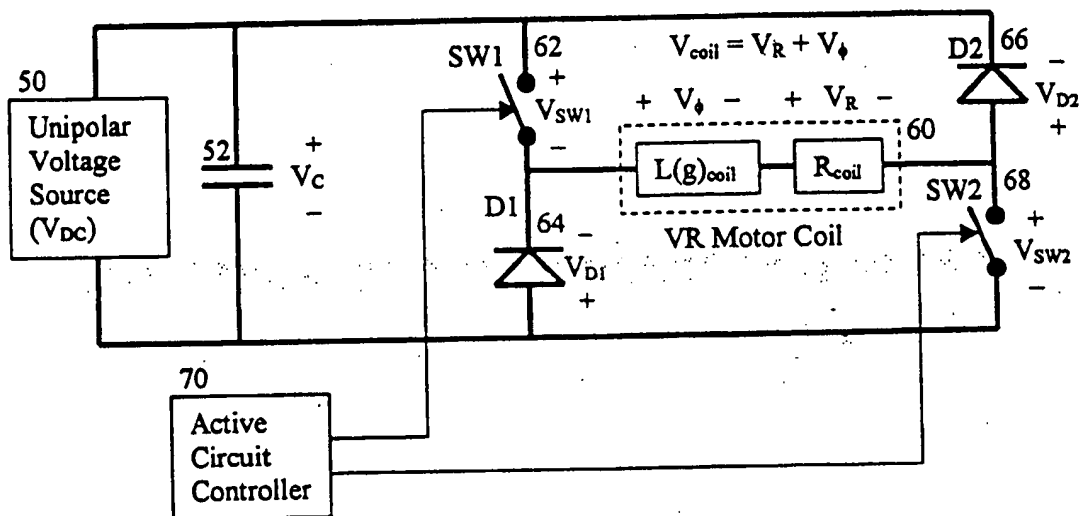 50
Unipolar
Voltage
Source
(V_DC)
52
+
V_C
−
SW1
62
+
V_SW1
−
V_coil = V_R + V_ϕ
+ V_ϕ − + V_R −
60
L(g)_coil
R_coil
VR Motor Coil
D2
66
−
V_D2
+
D1
64
−
V_D1
+
68
SW2
+
V_SW2
−
70
Active
Circuit
Controller